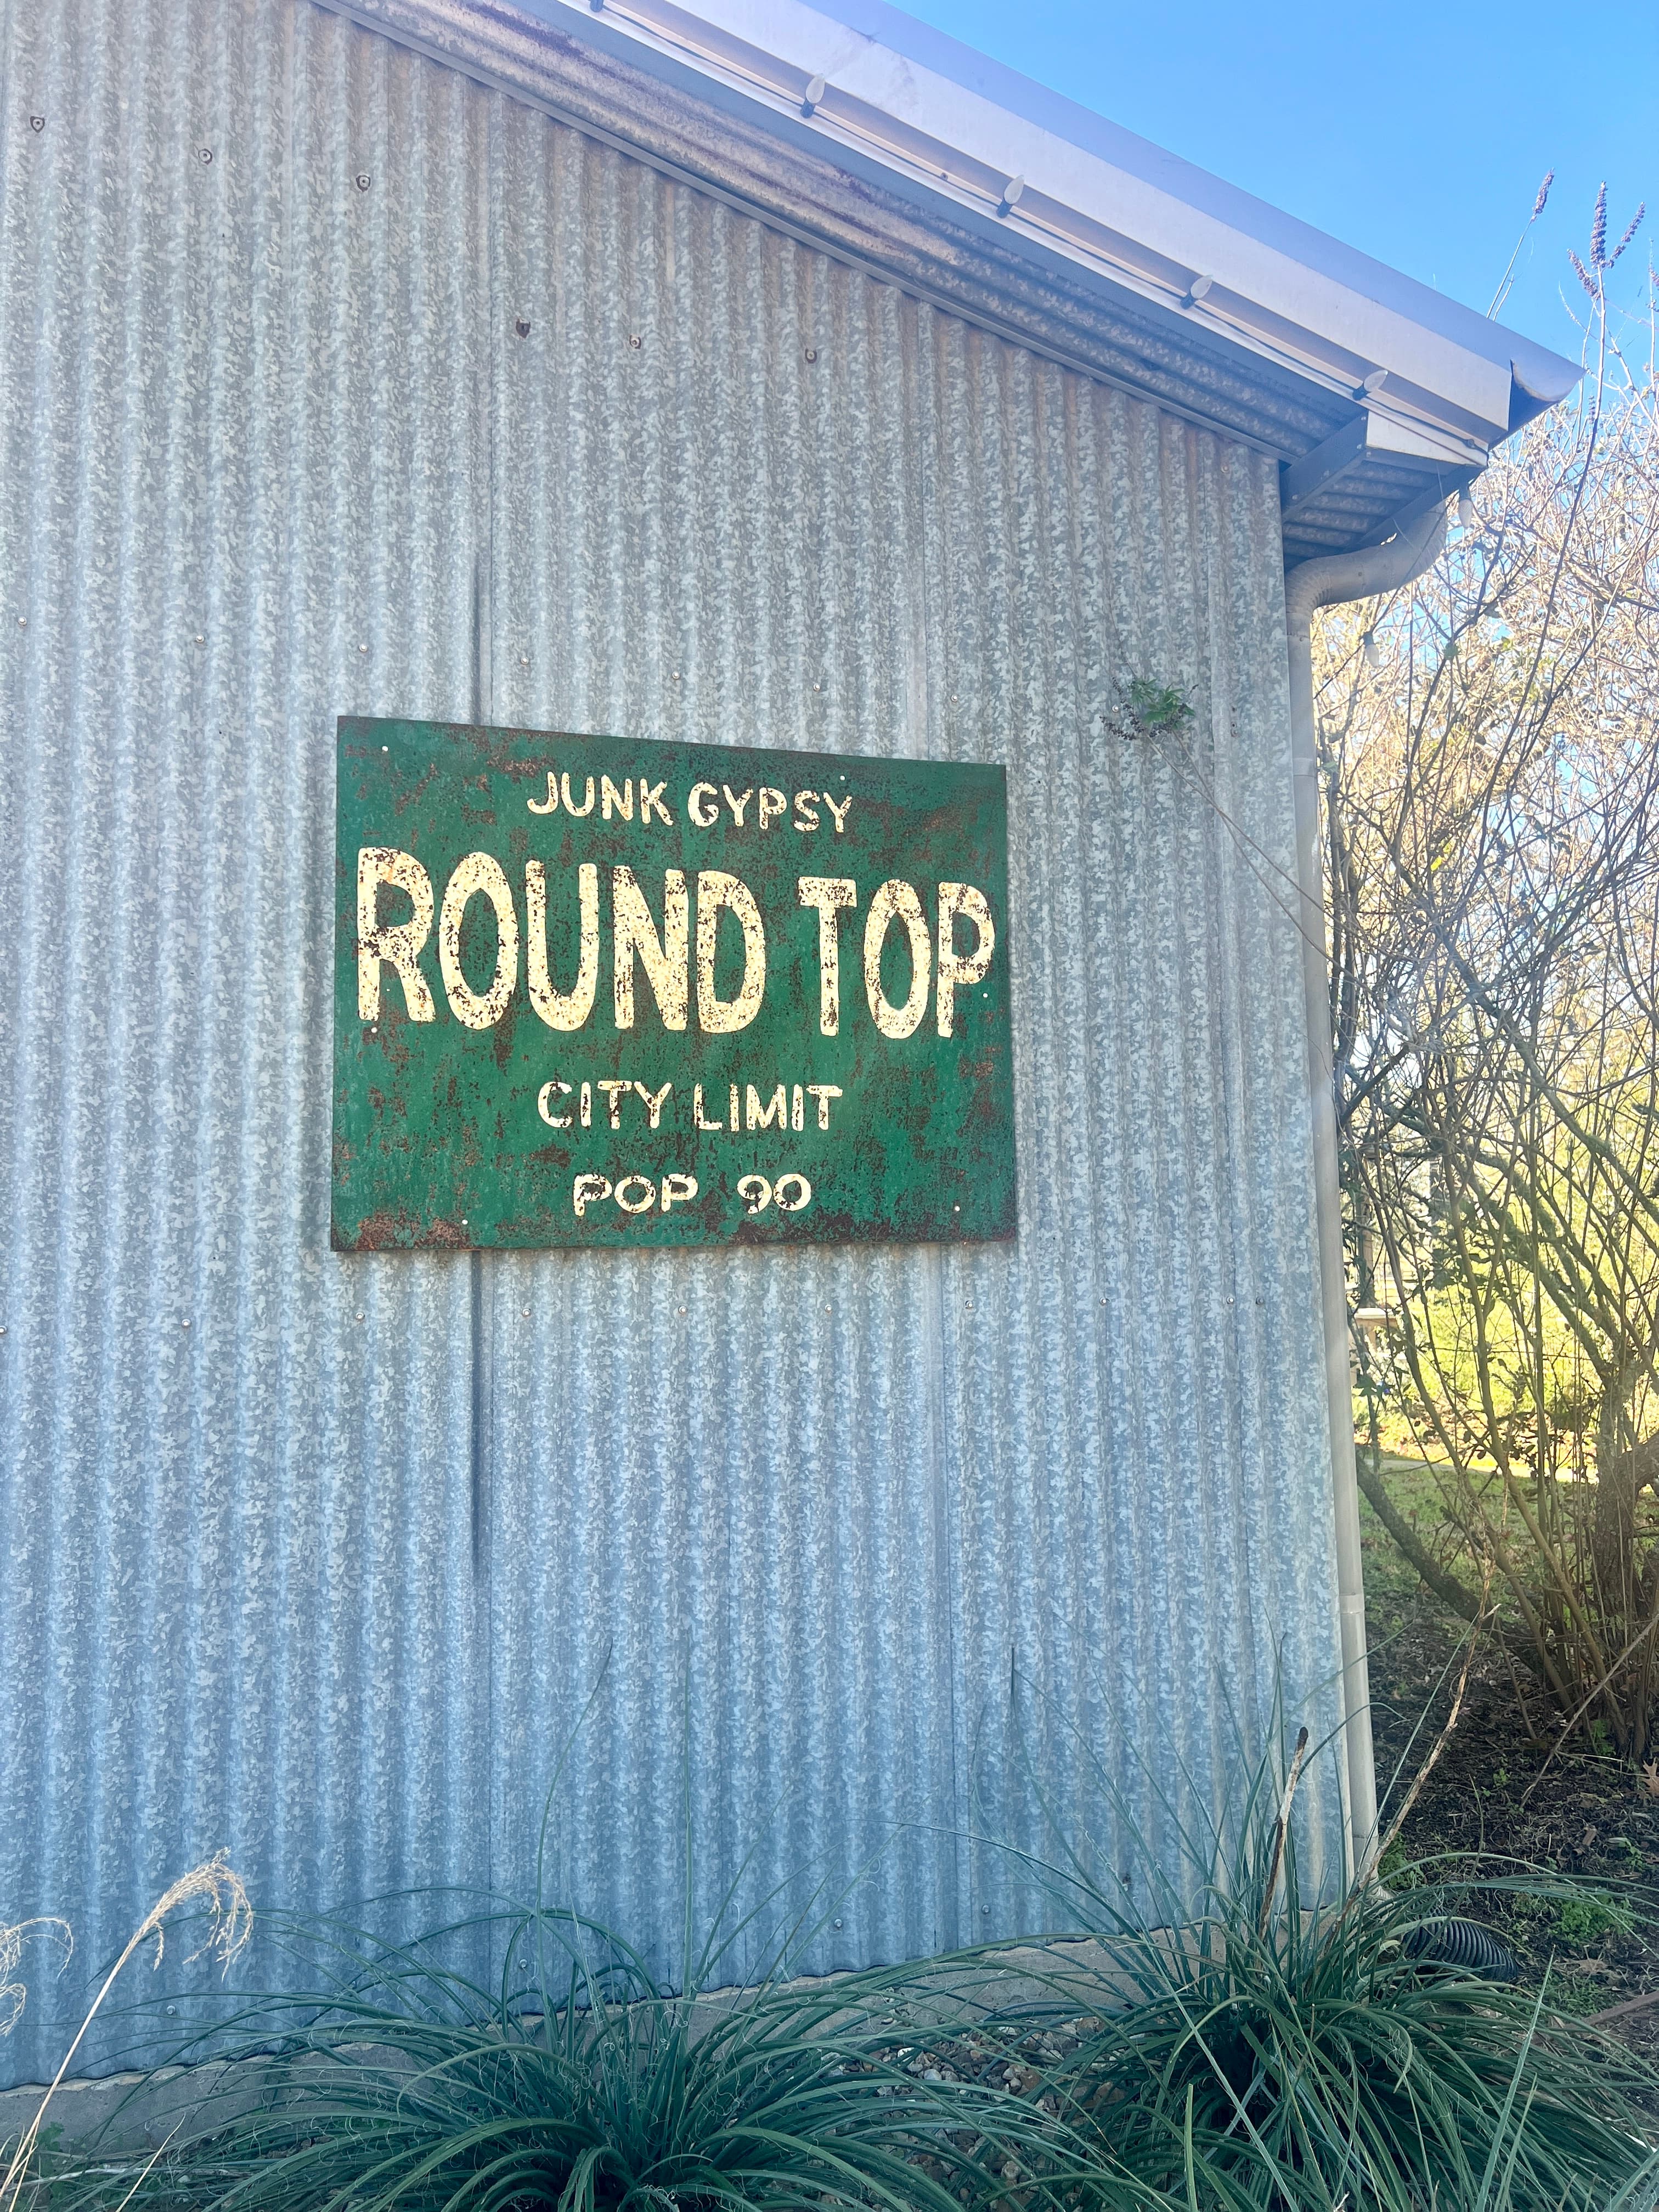 JUNK GYPSY
ROUND TOP
CITY LIMIT
POP 90